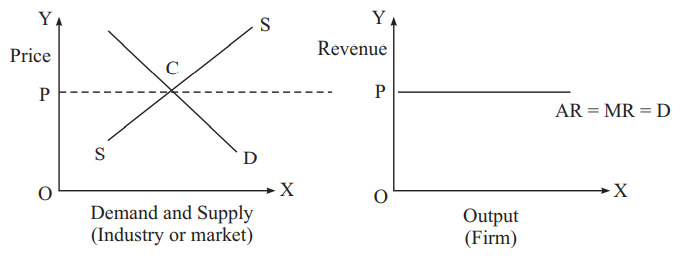 Y
S
Price
C
P
S
D
O
X
Demand and Supply
(Industry or market)
Y
Revenue
P
AR = MR = D
O
X
Output
(Firm)